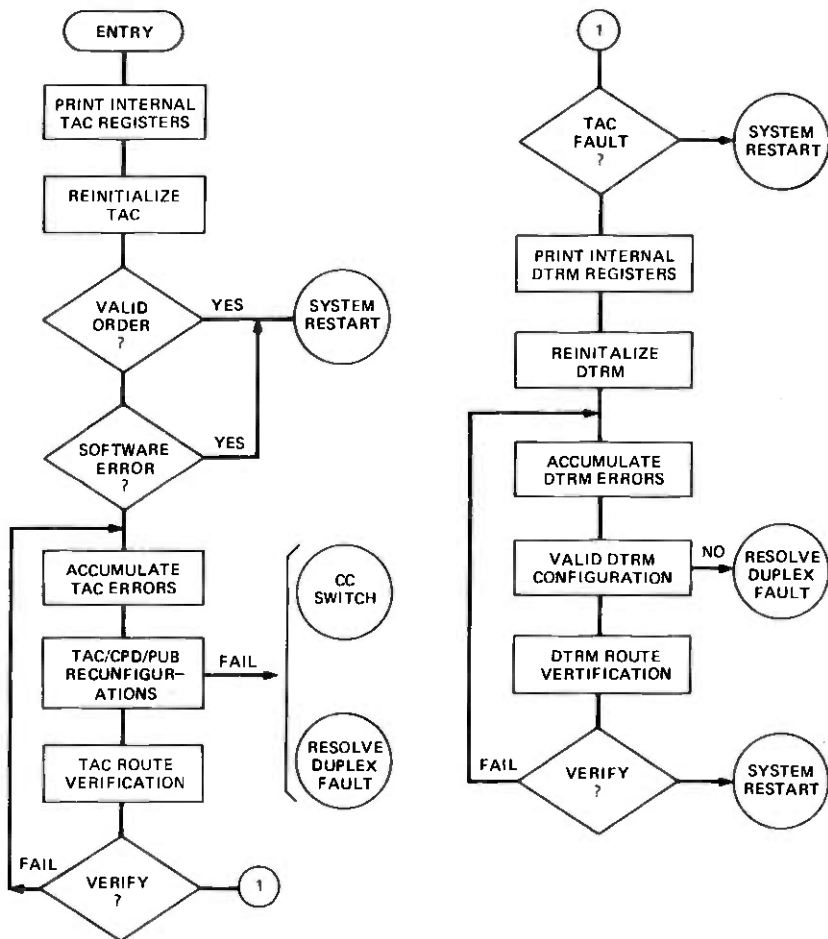 ENTRY
PRINT INTERNAL
TAC REGISTERS
REINITIALIZE
TAC
VALID
ORDER
?
YES
SYSTEM
RESTART
SOFTWARE
ERROR
?
YES
ACCUMULATE
TAC ERRORS
TAC/CPD/PUB
RECUNFIGUR-
ATIONS
FAIL
CC
SWITCH
RESOLVE
DUPLEX
FAULT
TAC ROUTE
VERIFICATION
FAIL
VERIFY
?
1
1
TAC
FAULT
?
SYSTEM
RESTART
PRINT INTERNAL
DTRM REGISTERS
REINITALIZE
DTRM
ACCUMULATE
DTRM ERRORS
VALID DTRM
CONFIGURATION
NO
RESOLVE
DUPLEX
FAULT
DTRM ROUTE
VERTIFICATION
FAIL
VERIFY
?
SYSTEM
RESTART